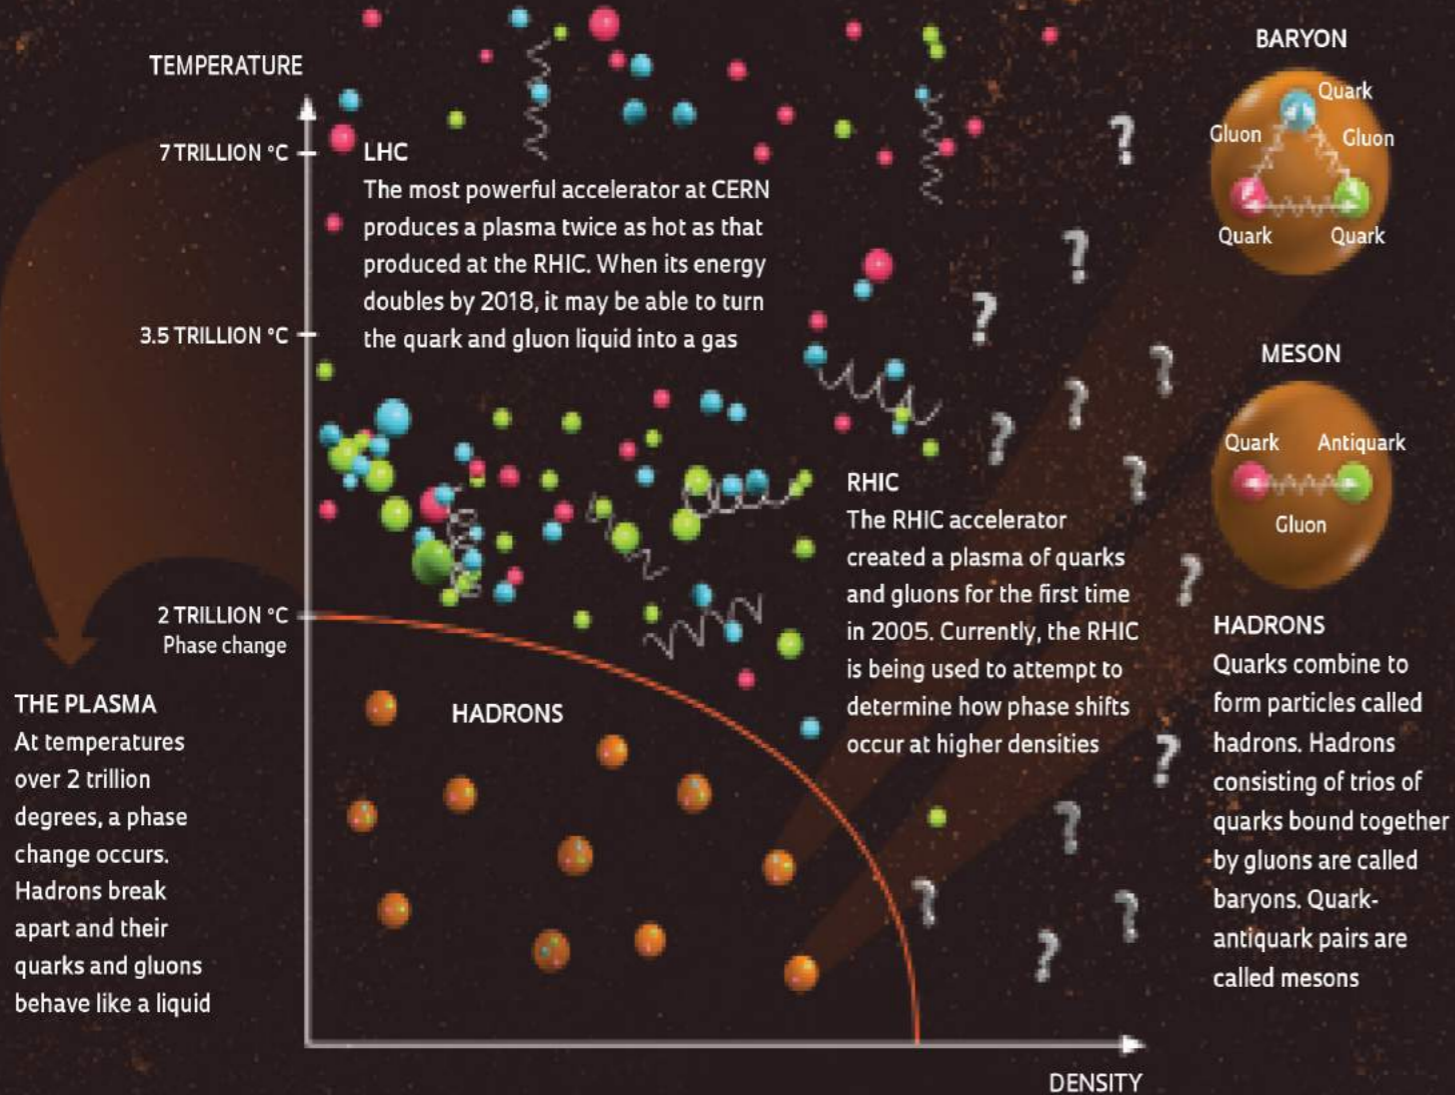 TEMPERATURE
7 TRILLION °C
3.5 TRILLION °C
2 TRILLION °C
Phase change
LHC
The most powerful accelerator at CERN
produces a plasma twice as hot as that
produced at the RHIC. When its energy
doubles by 2018, it may be able to turn
the quark and gluon liquid into a gas
RHIC
The RHIC accelerator
created a plasma of quarks
and gluons for the first time
in 2005. Currently, the RHIC
is being used to attempt to
determine how phase shifts
occur at higher densities
THE PLASMA
At temperatures
over 2 trillion
degrees, a phase
change occurs.
Hadrons break
apart and their
quarks and gluons
behave like a liquid
HADRONS
? 
?
?
?
?
?
?
?
?
?
?
?
?
DENSITY
BARYON
Quark
Gluon
Gluon
Quark
Quark
MESON
Quark
Antiquark
Gluon
HADRONS
Quarks combine to
form particles called
hadrons. Hadrons
consisting of trios of
quarks bound together
by gluons are called
baryons. Quark-
antiquark pairs are
called mesons